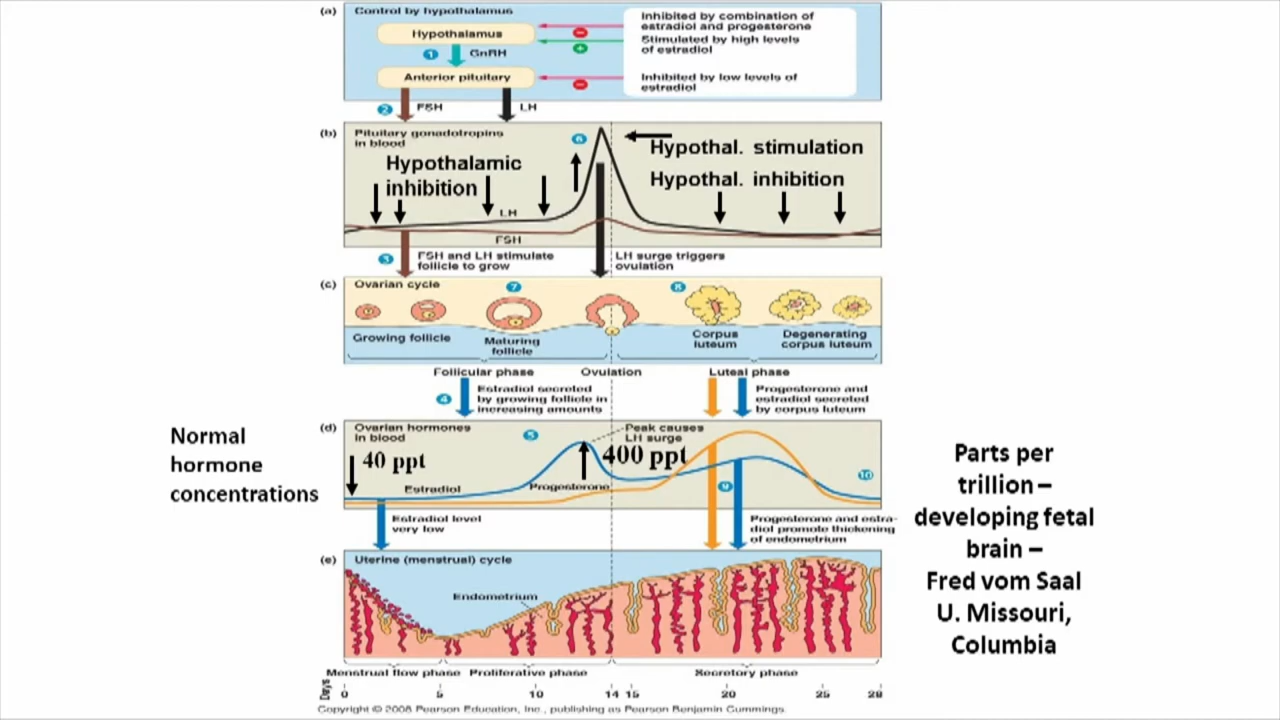 (a) Control by hypothalamus
Hypothalamus
1 GnRH
Anterior pituitary
Inhibited by combination of
estradiol and progesterone
Stimulated by high levels
of estradiol
Inhibited by low levels of
estradiol
2 FSH
LH
(b) Pituitary gonadotropins
in blood
6
Hypothalamic
inhibition
Hypothal. stimulation
Hypothal. inhibition
LH
FSH
3 FSH and LH stimulate
follicle to grow
LH surge triggers
ovulation
(c) Ovarian cycle
7
8
Growing follicle
Maturing
follicle
Corpus
luteum
Degenerating
corpus luteum
Follicular phase
Ovulation
Luteal phase
4 Estradiol secreted
by growing follicle in
increasing amounts
Progesterone and
estradiol secreted
by corpus luteum
Normal
hormone
concentrations
(d) Ovarian hormones
in blood
5
Peak causes
LH surge
40 ppt
400 ppt
Estradiol
Progesterone
9
10
Estradiol level
very low
Progesterone and estra-
diol promote thickening
of endometrium
Parts per
trillion –
developing fetal
brain –
Fred vom Saal
U. Missouri,
Columbia
(e) Uterine (menstrual) cycle
Endometrium
Menstrual flow phase Proliferative phase Secretory phase
Days
0 5 10 14 15 20 25 28
Copyright © 2008 Pearson Education, Inc., publishing as Pearson Benjamin Cummings.